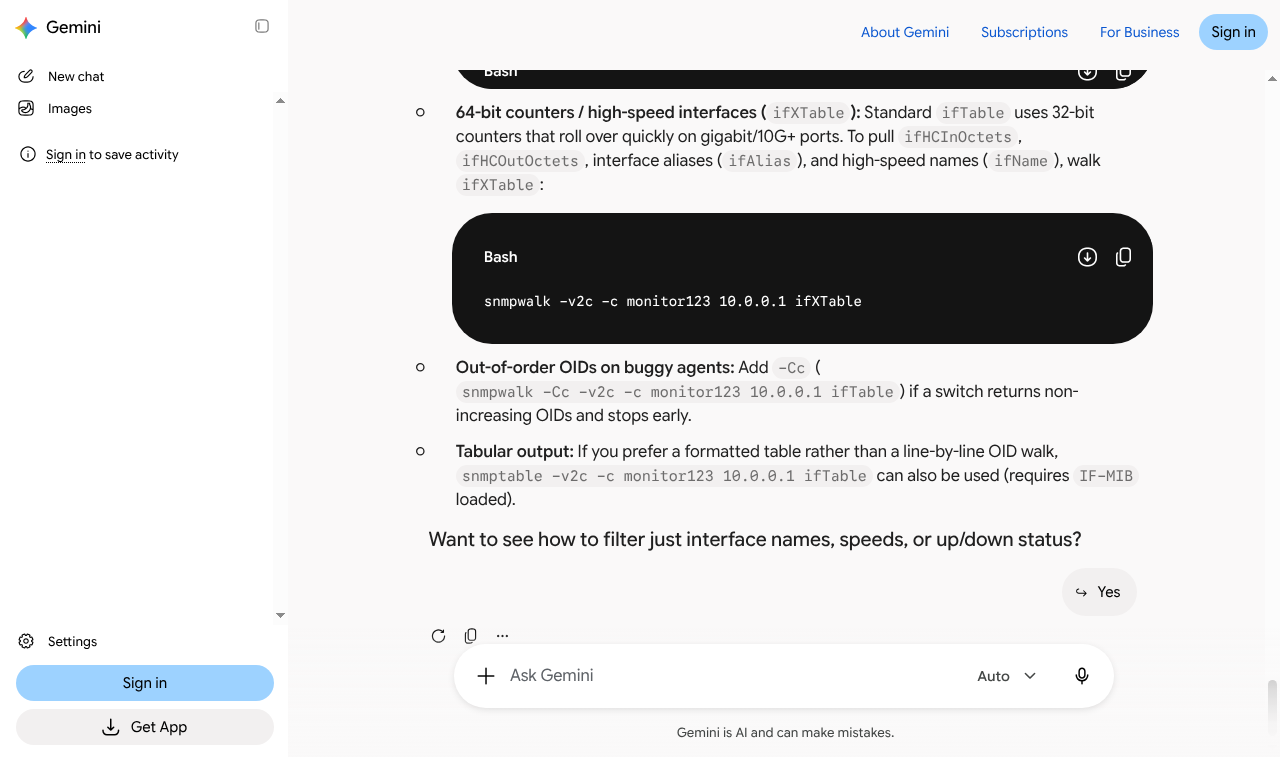 Gemini
New chat
Images
Sign in to save activity
Settings
Sign in
Get App
About Gemini
Subscriptions
For Business
Sign in
Bash
64-bit counters / high-speed interfaces ( ifXTable ): Standard ifTable uses 32-bit
counters that roll over quickly on gigabit/10G+ ports. To pull ifHCInOctets ,
ifHCOutOctets , interface aliases ( ifAlias ), and high-speed names ( ifName ), walk
ifXTable :
Bash
snmpwalk -v2c -c monitor123 10.0.0.1 ifXTable
Out-of-order OIDs on buggy agents: Add -Cc (
snmpwalk -Cc -v2c -c monitor123 10.0.0.1 ifTable ) if a switch returns non-
increasing OIDs and stops early.
Tabular output: If you prefer a formatted table rather than a line-by-line OID walk,
snmptable -v2c -c monitor123 10.0.0.1 ifTable can also be used (requires IF-MIB
loaded).
Want to see how to filter just interface names, speeds, or up/down status?
Yes
Ask Gemini
Auto
Gemini is AI and can make mistakes.